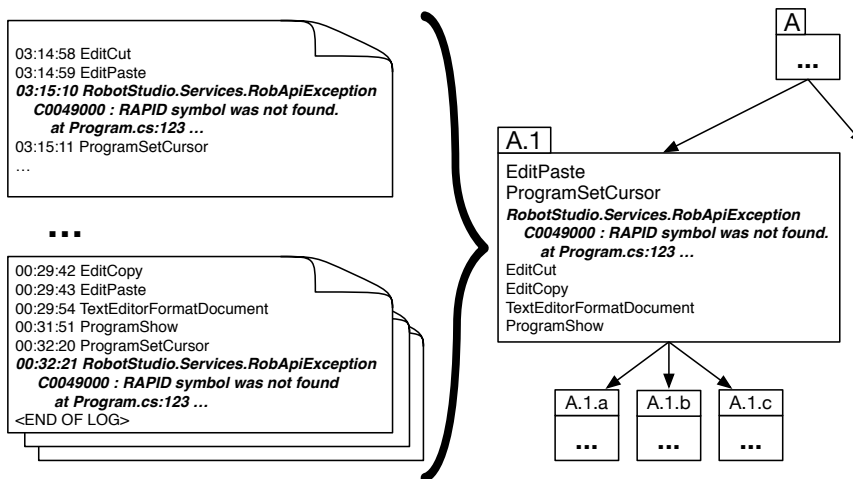 03:14:58 EditCut
03:14:59 EditPaste
03:15:10 RobotStudio.Services.RobApiException
C0049000 : RAPID symbol was not found.
at Program.cs:123 ...
03:15:11 ProgramSetCursor
...
...
00:29:42 EditCopy
00:29:43 EditPaste
00:29:54 TextEditorFormatDocument
00:31:51 ProgramShow
00:32:20 ProgramSetCursor
00:32:21 RobotStudio.Services.RobApiException
C0049000 : RAPID symbol was not found
at Program.cs:123 ...
<END OF LOG>
A
...
A.1
EditPaste
ProgramSetCursor
RobotStudio.Services.RobApiException
C0049000 : RAPID symbol was not found.
at Program.cs:123 ...
EditCut
EditCopy
TextEditorFormatDocument
ProgramShow
A.1.a
...
A.1.b
...
A.1.c
...